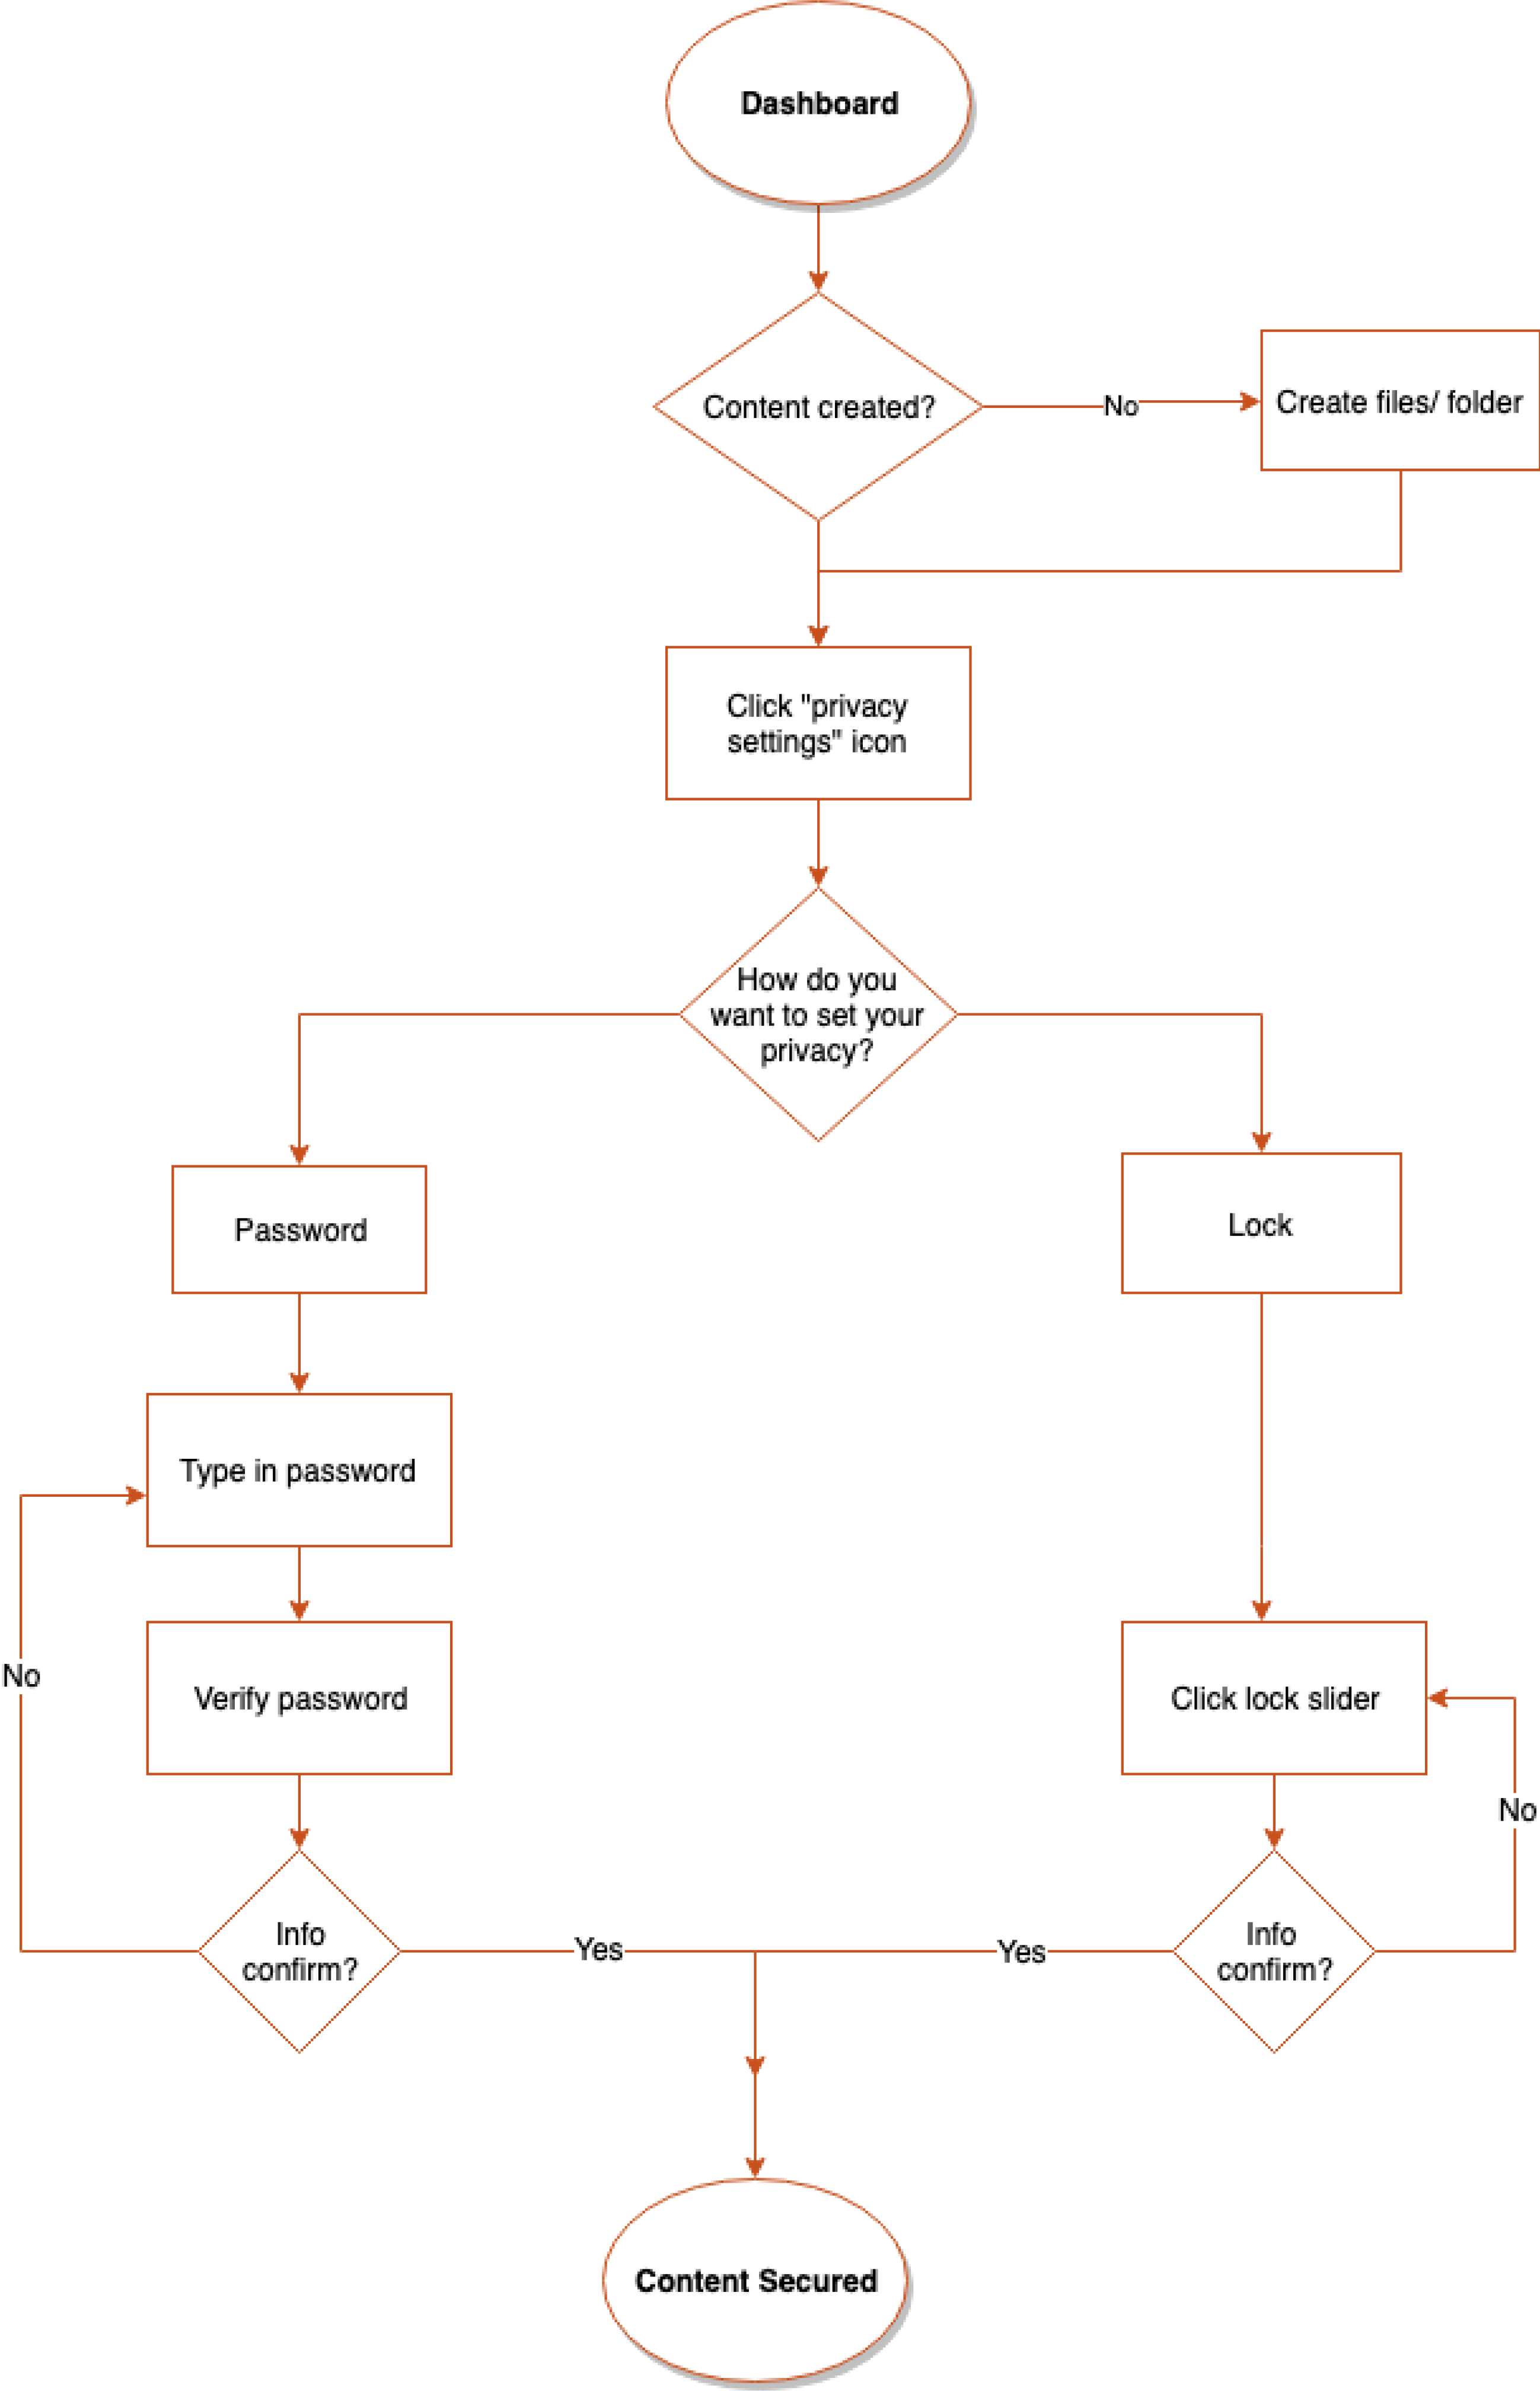 Dashboard
Content created?
No
Create files/ folder
Click "privacy
settings" icon
How do you
want to set your
privacy?
Password
Lock
Type in password
No
Verify password
Click lock slider
No
Info
confirm?
Yes
Yes
Info
confirm?
Content Secured